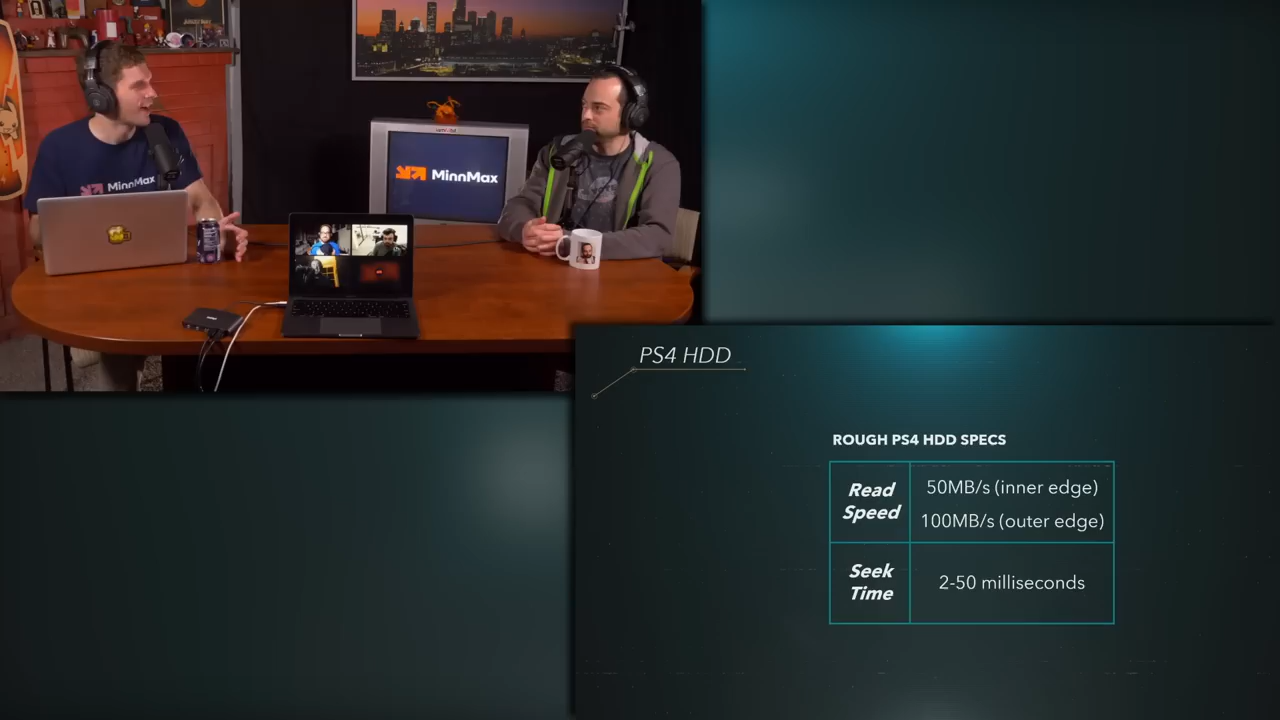 MinnMax
MinnMax
PS4 HDD
ROUGH PS4 HDD SPECS
Read Speed
50MB/s (inner edge)
100MB/s (outer edge)
Seek Time
2-50 milliseconds